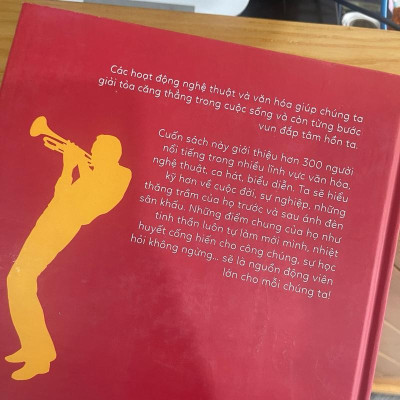 Các hoạt động nghệ thuật và văn hóa giúp chúng ta
giải tỏa căng thẳng trong cuộc sống và còn từng bước
vun đắp tâm hồn ta.
Cuốn sách này giới thiệu hơn 300 người
nổi tiếng trong nhiều lĩnh vực văn hóa,
nghệ thuật, ca hát, biểu diễn. Ta sẽ hiểu
kỹ hơn về cuộc đời, sự nghiệp, những
thăng trầm của họ trước và sau ánh đèn
sân khấu. Những điểm chung của họ như
tinh thần luôn tự làm mới mình, nhiệt
huyết cống hiến cho công chúng, sự học
hỏi không ngừng... sẽ là nguồn động viên
lớn cho mỗi chúng ta!